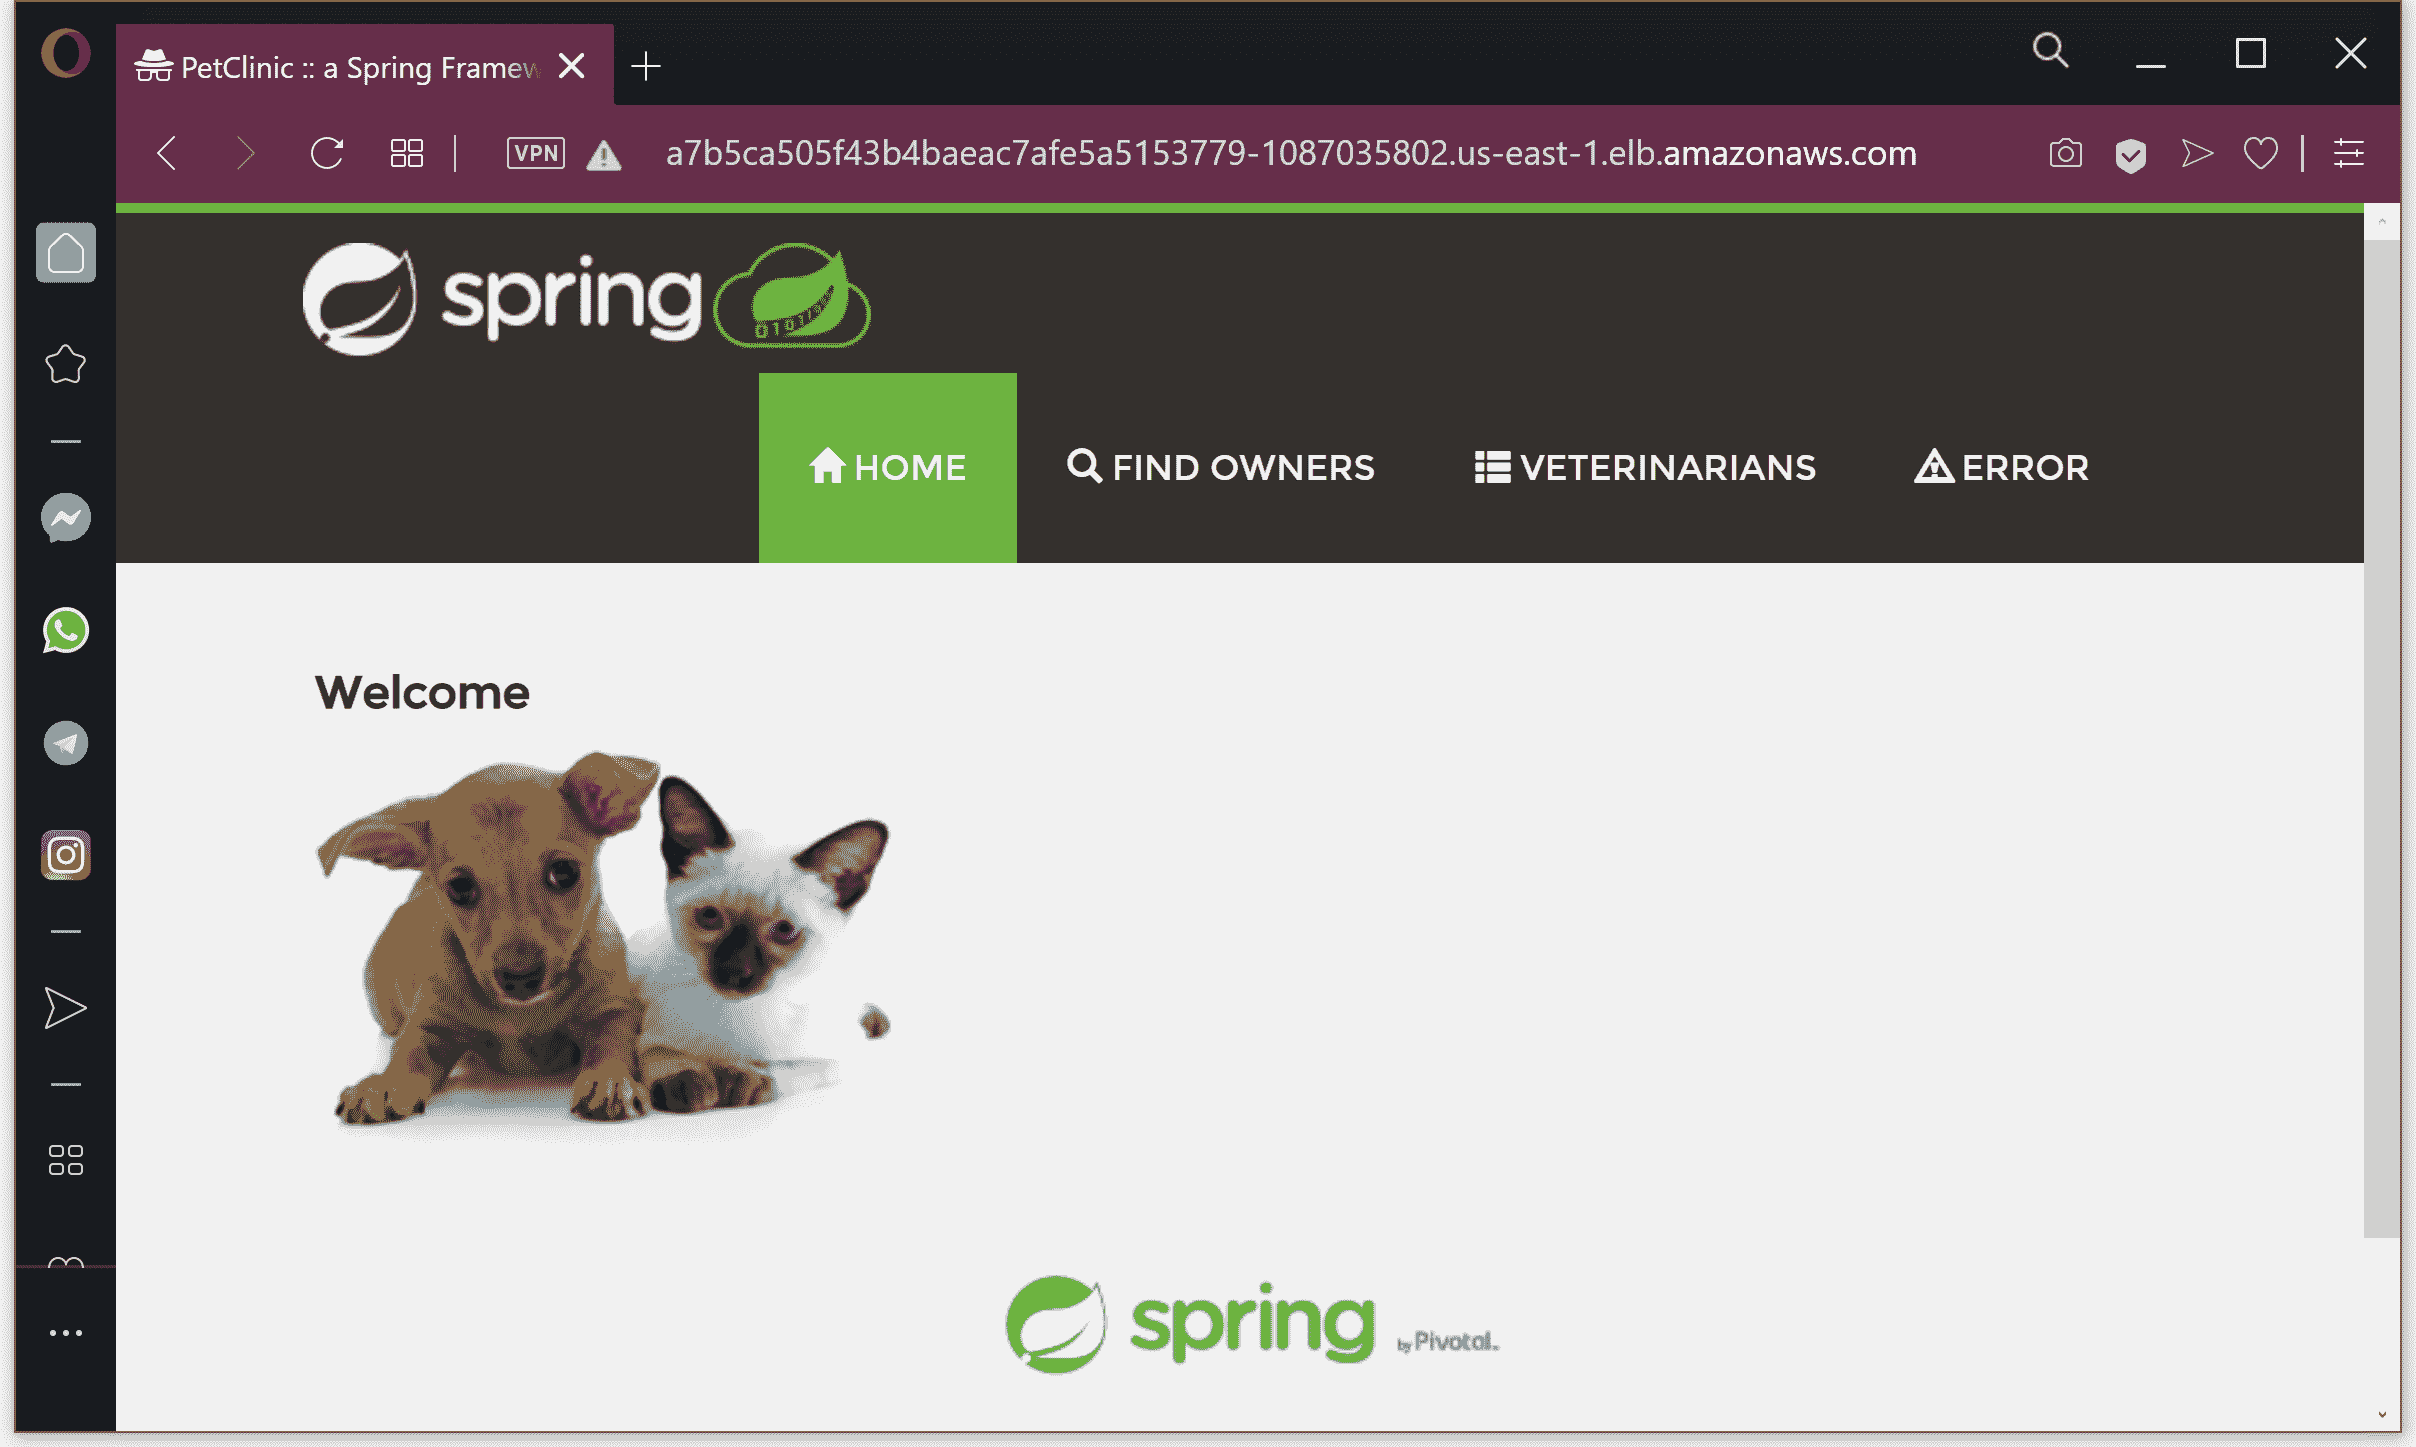 PetClinic :: a Spring Framew
VPN
a7b5ca505f43b4baeac7afe5a5153779-1087035802.us-east-1.elb.amazonaws.com
spring
HOME
FIND OWNERS
VETERINARIANS
ERROR
Welcome
spring by Pivotal